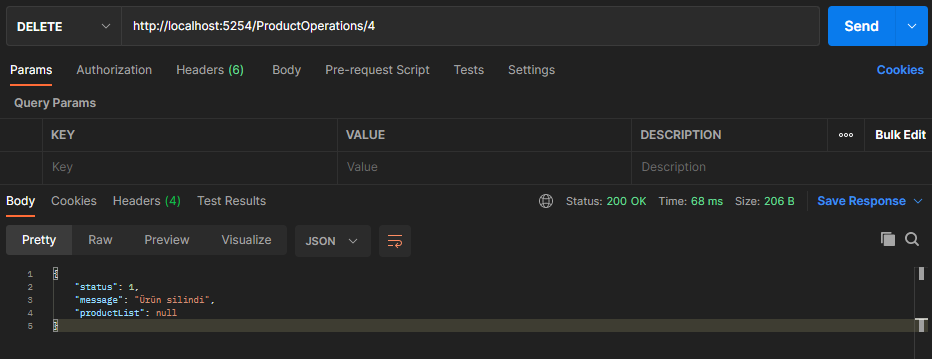 DELETE http://localhost:5254/ProductOperations/4 Send
Params Authorization Headers (6) Body Pre-request Script Tests Settings Cookies
Query Params
KEY VALUE DESCRIPTION ooo Bulk Edit
Key Value Description
Body Cookies Headers (4) Test Results Status: 200 OK Time: 68 ms Size: 206 B Save Response
Pretty Raw Preview Visualize JSON
1 {
2 "status": 1,
3 "message": "Ürün silindi",
4 "productList": null
5 }